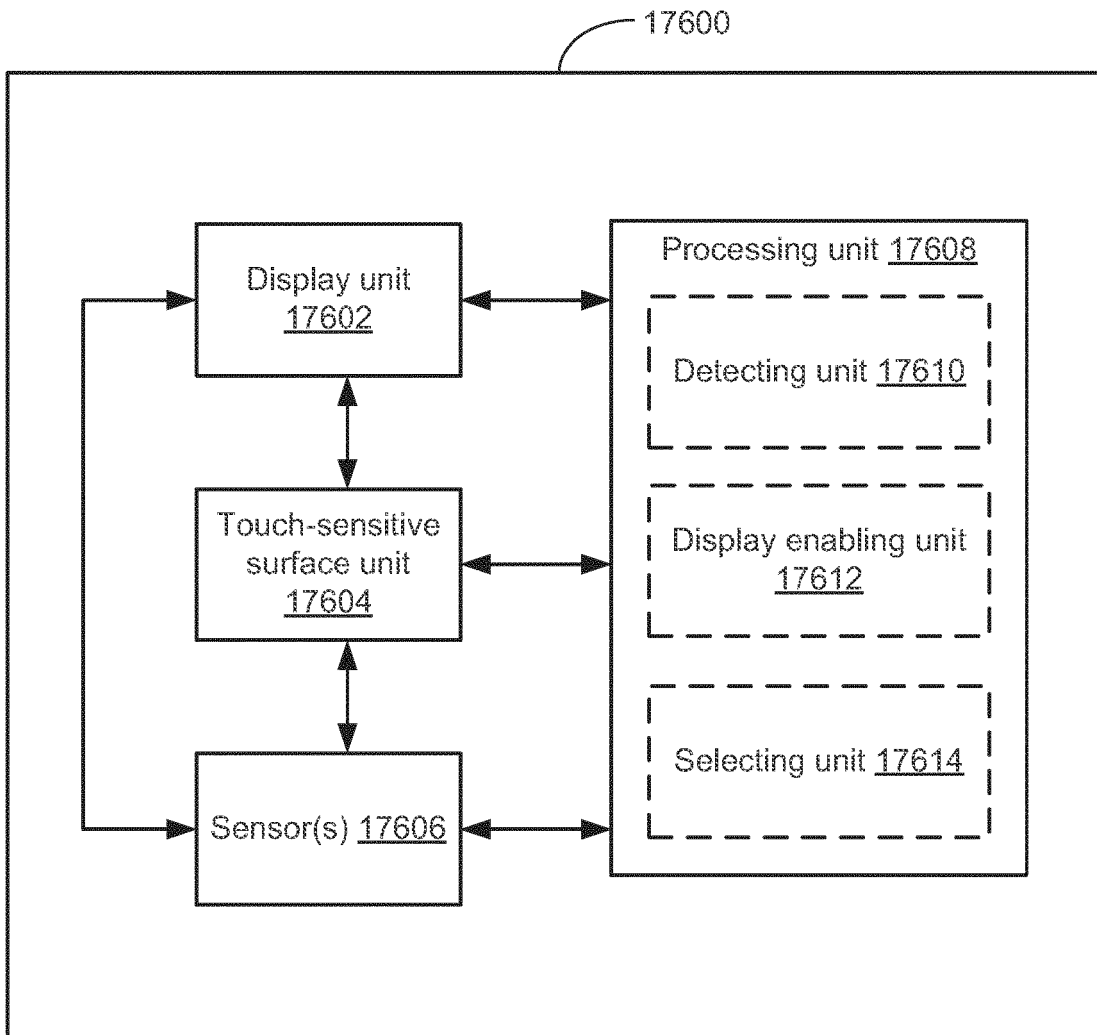 17600
Display unit
17602
Processing unit 17608
Detecting unit 17610
Touch-sensitive
surface unit
17604
Display enabling unit
17612
Selecting unit 17614
Sensor(s) 17606